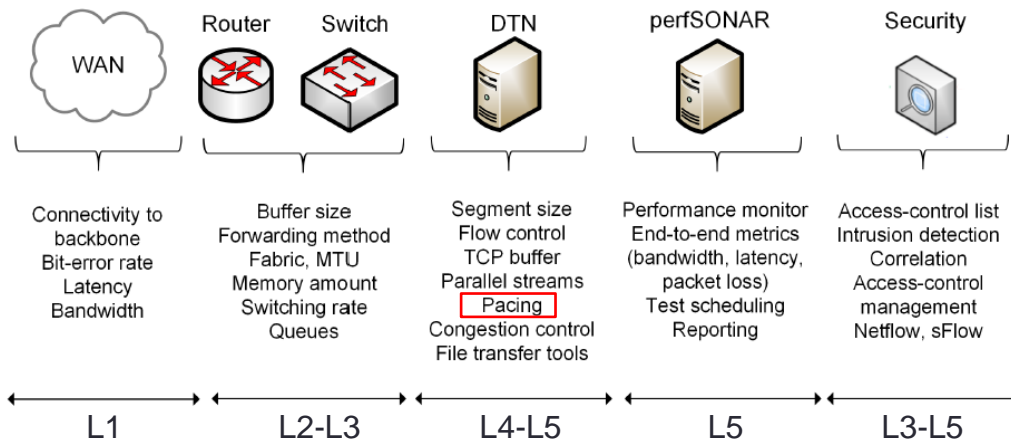 WAN
Router
Switch
DTN
perfSONAR
Security
Connectivity to
backbone
Bit-error rate
Latency
Bandwidth
Buffer size
Forwarding method
Fabric, MTU
Memory amount
Switching rate
Queues
Segment size
Flow control
TCP buffer
Parallel streams
Pacing
Congestion control
File transfer tools
Performance monitor
End-to-end metrics
(bandwidth, latency,
packet loss)
Test scheduling
Reporting
Access-control list
Intrusion detection
Correlation
Access-control
management
Netflow, sFlow
L1
L2-L3
L4-L5
L5
L3-L5